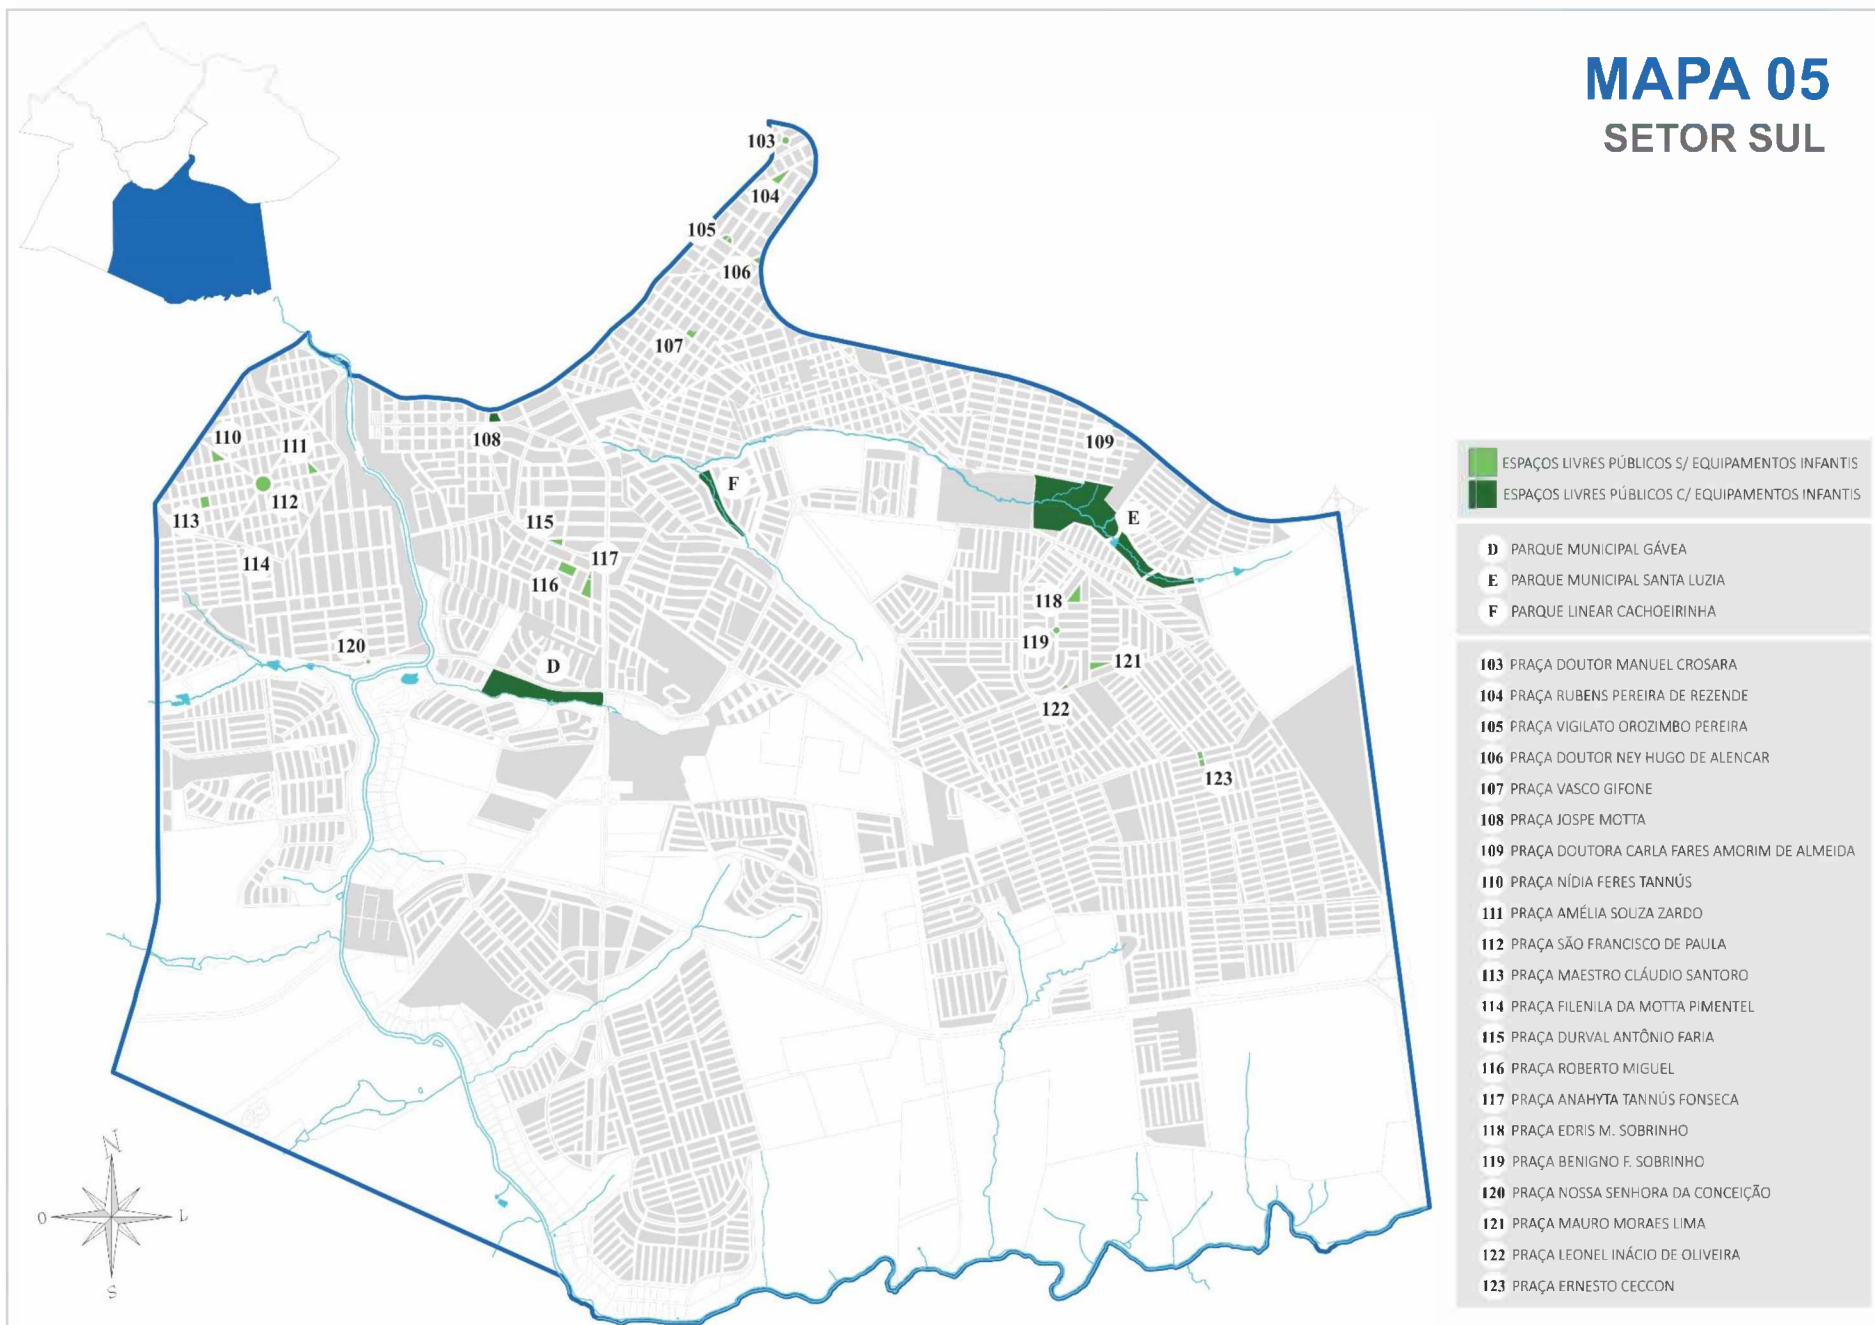 MAPA 05
SETOR SUL
103
104
105
106
107
108
109
110
111
112
113
114
115
116
117
118
119
120
121
122
123
D
E
F
N
O
L
S
ESPAÇOS LIVRES PÚBLICOS S/ EQUIPAMENTOS INFANTIS
ESPAÇOS LIVRES PÚBLICOS C/ EQUIPAMENTOS INFANTIS
D PARQUE MUNICIPAL GÁVEA
E PARQUE MUNICIPAL SANTA LUZIA
F PARQUE LINEAR CACHOEIRINHA
103 PRAÇA DOUTOR MANUEL CROSARA
104 PRAÇA RUBENS PEREIRA DE REZENDE
105 PRAÇA VIGILATO OROZIMBO PEREIRA
106 PRAÇA DOUTOR NEY HUGO DE ALENCAR
107 PRAÇA VASCO GIFONE
108 PRAÇA JOSPE MOTTA
109 PRAÇA DOUTORA CARLA FARES AMORIM DE ALMEIDA
110 PRAÇA NÍDIA FERES TANNÚS
111 PRAÇA AMÉLIA SOUZA ZARDO
112 PRAÇA SÃO FRANCISCO DE PAULA
113 PRAÇA MAESTRO CLÁUDIO SANTORO
114 PRAÇA FILENILA DA MOTTA PIMENTEL
115 PRAÇA DURVAL ANTÔNIO FARIA
116 PRAÇA ROBERTO MIGUEL
117 PRAÇA ANAHYTA TANNÚS FONSECA
118 PRAÇA EDRIS M. SOBRINHO
119 PRAÇA BENIGNO F. SOBRINHO
120 PRAÇA NOSSA SENHORA DA CONCEIÇÃO
121 PRAÇA MAURO MORAES LIMA
122 PRAÇA LEONEL INÁCIO DE OLIVEIRA
123 PRAÇA ERNESTO CECCON